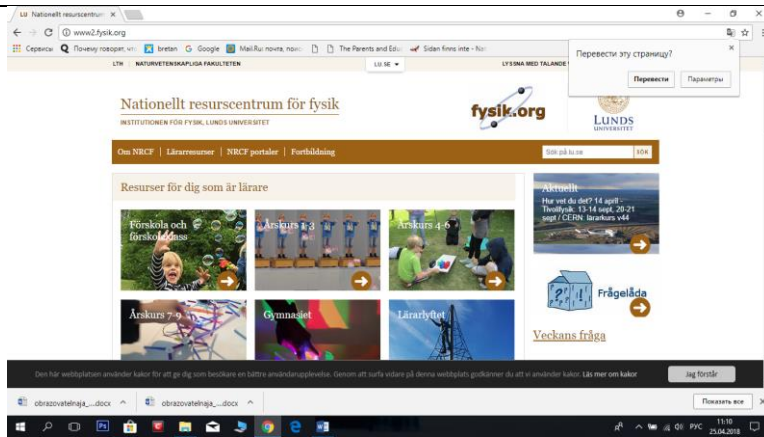 LU Nationellt resurscentrum
www2.fysik.org
Сервисы
bretan
Google
The Parents and Edu
Sidan finns inte - Nat
Перевести эту страницу?
Перевести Параметры
LTH | NATURVETENSKAPLIGA FAKULTETEN
LU.SE
LYSSNA MED TALANDE
Nationellt resurscentrum för fysik
INSTITUTIONEN FÖR FYSIK, LUNDS UNIVERSITET
fysik.org
LUNDS
UNIVERSITET
Om NRCF | Lärarresurser | NRCF portaler | Fortbildning
Sök på lu.se SÖK
Resurser för dig som är lärare
Förskola och
förskoleklass
Årskurs 1-3
Årskurs 4-6
Årskurs 7-9
Gymnasiet
Lärarlyftet
Aktuellt
Hur vet du det? 14 april -
Tivolifysik: 13-14 sept, 20-21
sept / CERN: lärarkurs v44
Frågelåda
Veckans fråga
Den här webbplatsen använder kakor för att ge dig som besökare en bättre användarupplevelse. Genom att surfa vidare på denna webbplats godkänner du att vi använder kakor. Läs mer om kakor
Jag förstår
obrazovatelnaja_....docx
obrazovatelnaja_....docx
Показать все
РУС
11:10
25.04.2018